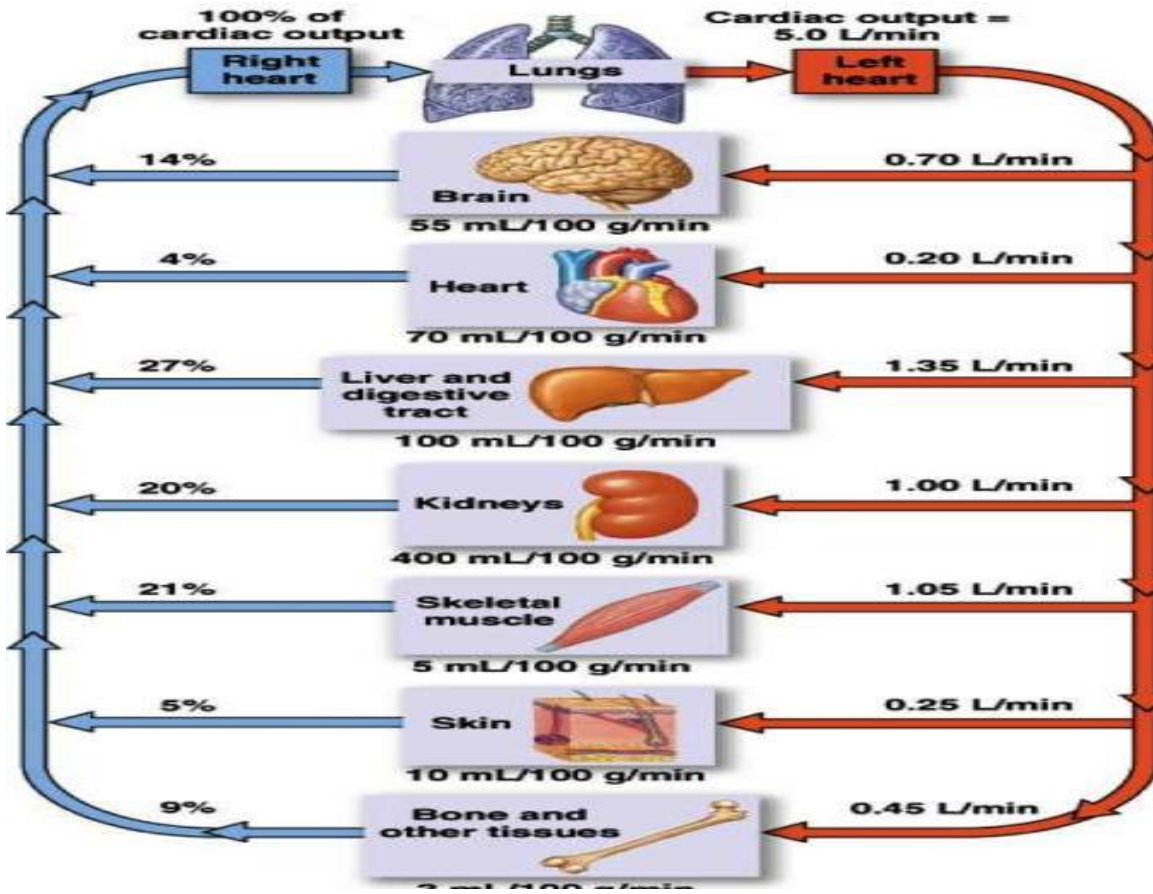 100% of
cardiac output
Right
heart
Lungs
Cardiac output =
5.0 L/min
Left
heart
14%
Brain
0.70 L/min
55 mL/100 g/min
4%
Heart
0.20 L/min
70 mL/100 g/min
27%
Liver and
digestive
tract
1.35 L/min
100 mL/100 g/min
20%
Kidneys
1.00 L/min
400 mL/100 g/min
21%
Skeletal
muscle
1.05 L/min
5 mL/100 g/min
5%
Skin
0.25 L/min
10 mL/100 g/min
9%
Bone and
other tissues
0.45 L/min
mL/100 g/min